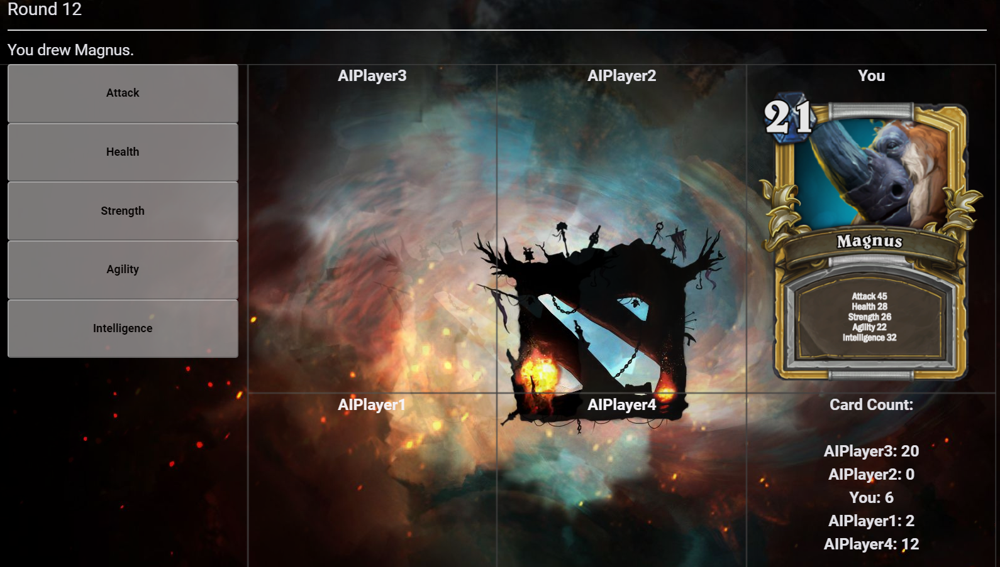 Round 12
You drew Magnus.
Attack
Health
Strength
Agility
Intelligence
AIPlayer3
AIPlayer2
You
21
Magnus
Attack 45
Health 28
Strength 26
Agility 22
Intelligence 32
AIPlayer1
AIPlayer4
Card Count:
AIPlayer3: 20
AIPlayer2: 0
You: 6
AIPlayer1: 2
AIPlayer4: 12